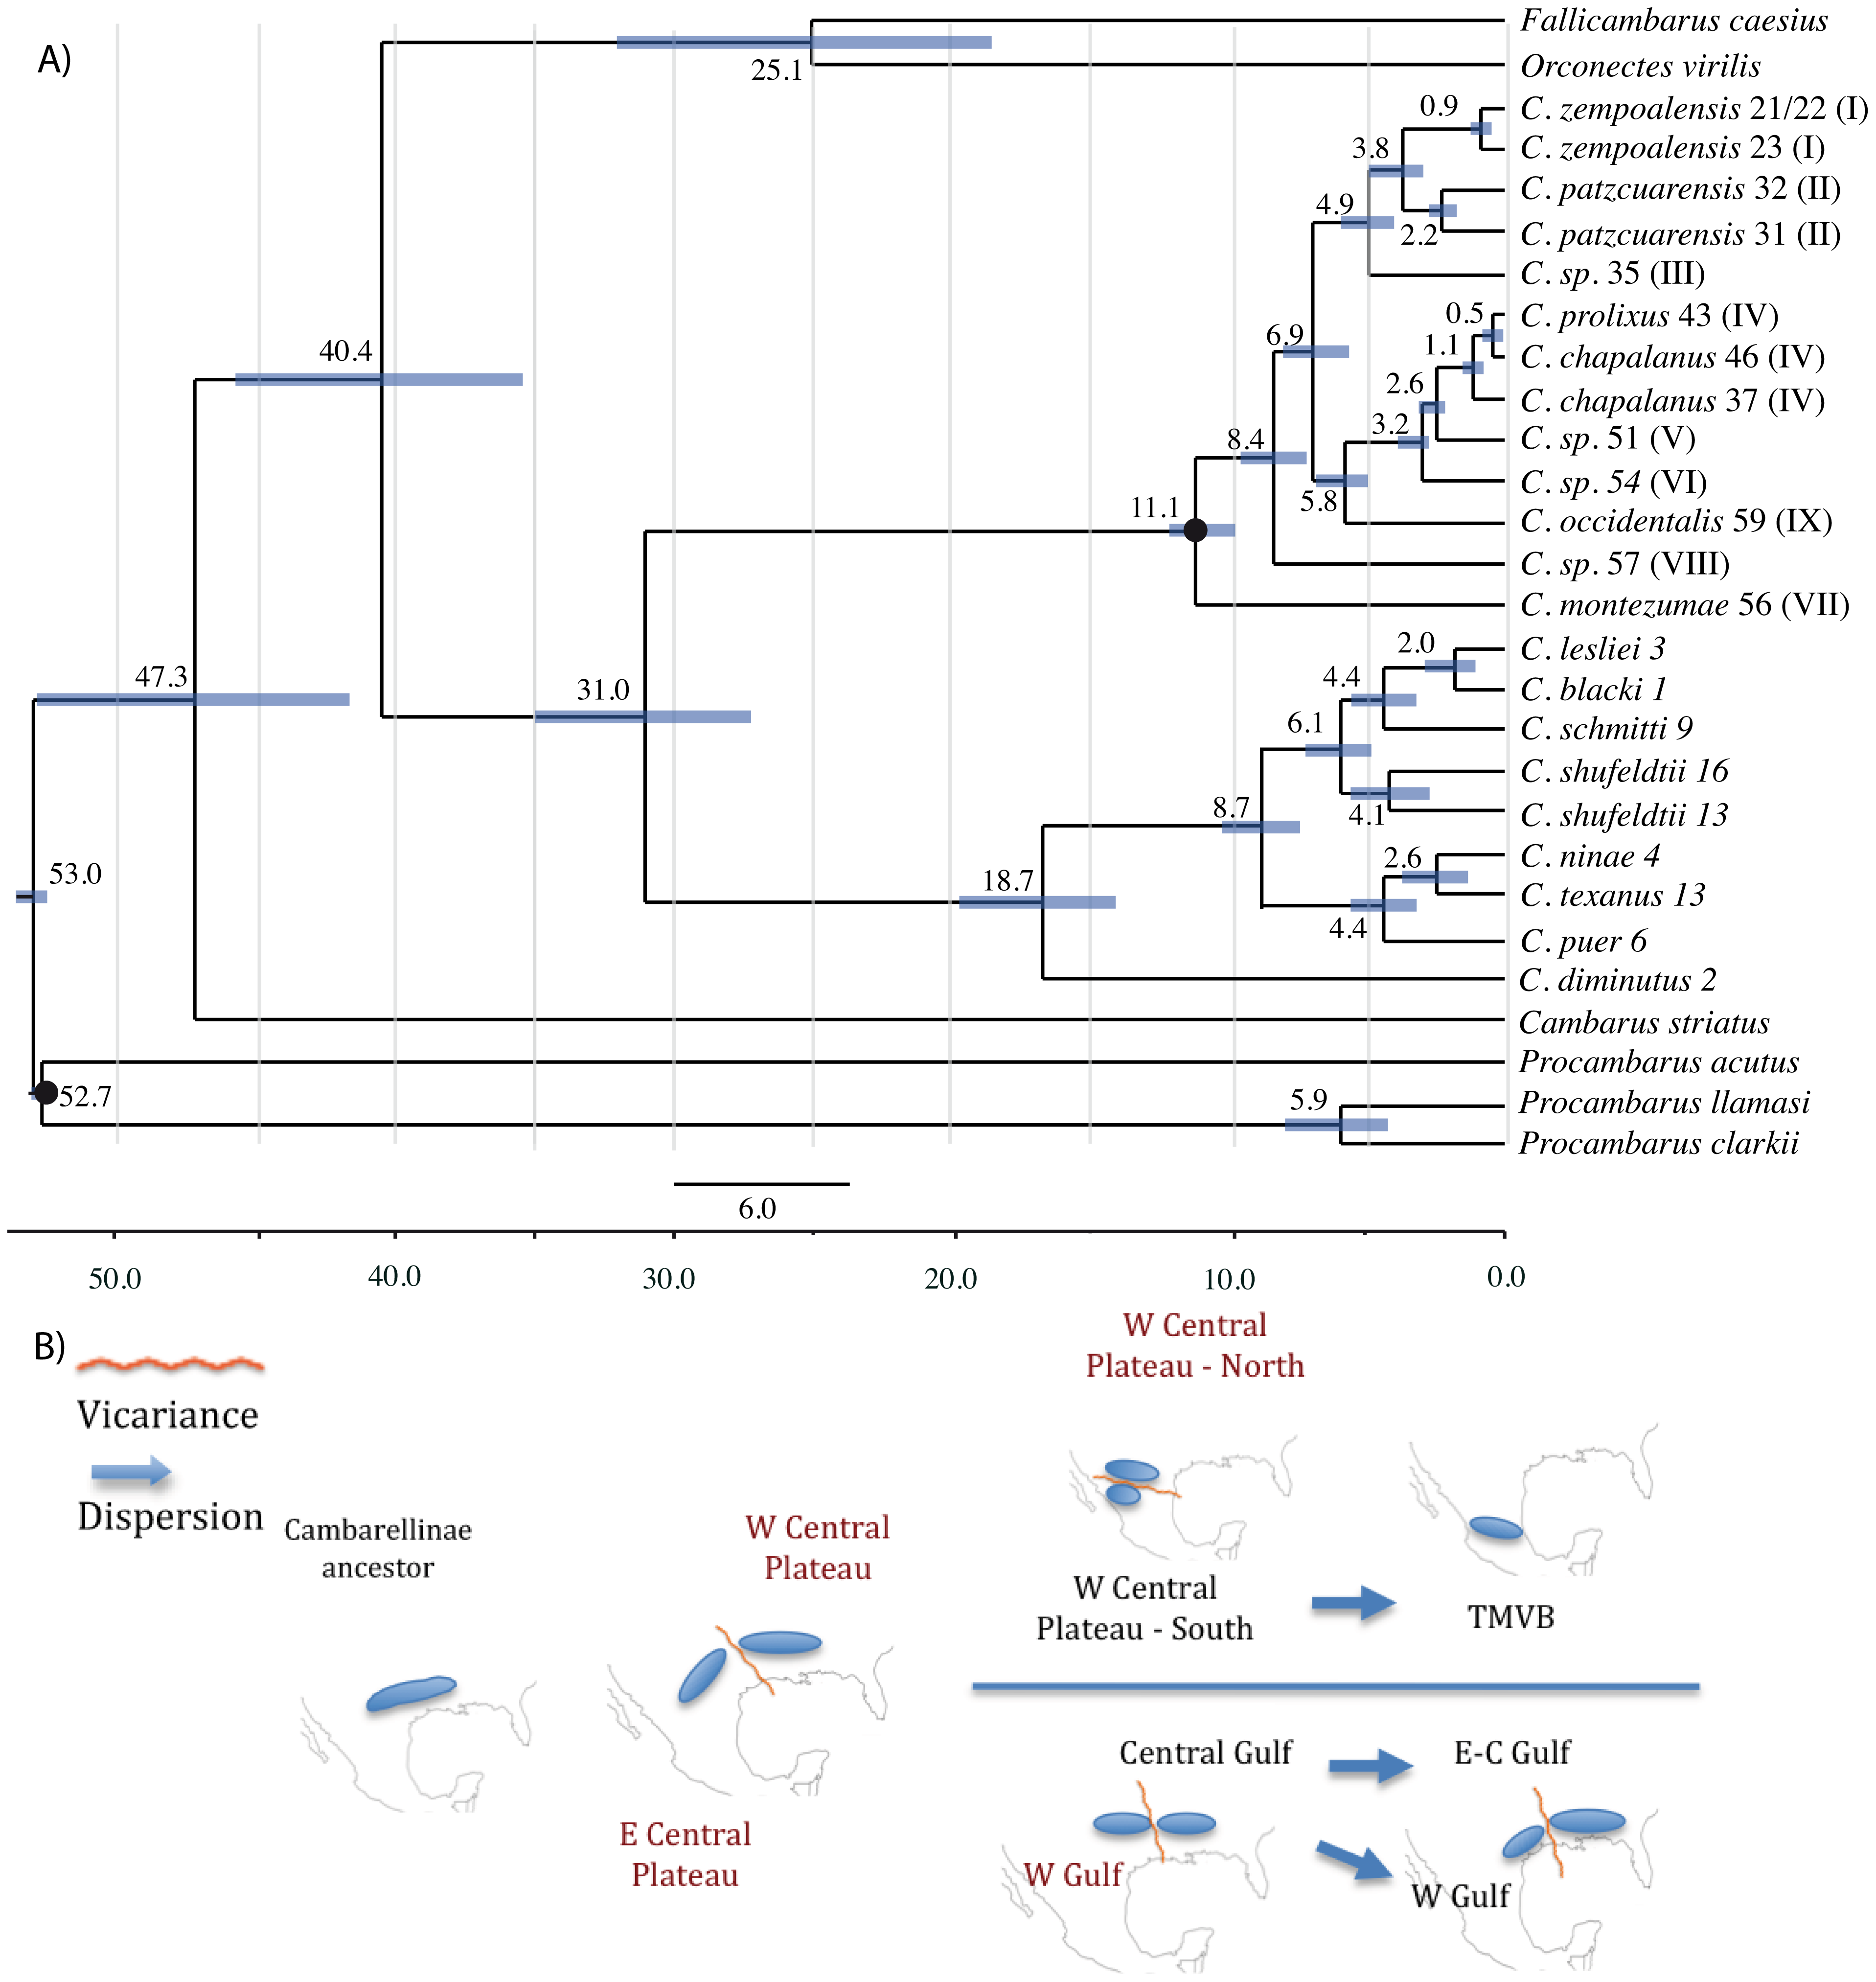 A)
Fallicambarus caesius
25.1
Orconectes virilis
0.9
C. zempoalensis 21/22 (I)
3.8
C. zempoalensis 23 (I)
C. patzcuarensis 32 (II)
4.9
2.2
C. patzcuarensis 31 (II)
C. sp. 35 (III)
0.5
C. prolixus 43 (IV)
6.9
1.1
C. chapalanus 46 (IV)
40.4
2.6
C. chapalanus 37 (IV)
8.4
3.2
C. sp. 51 (V)
C. sp. 54 (VI)
11.1
5.8
C. occidentalis 59 (IX)
C. sp. 57 (VIII)
C. montezumae 56 (VII)
2.0
C. lesliei 3
47.3
31.0
4.4
C. blacki 1
6.1
C. schmitti 9
C. shufeldtii 16
8.7
4.1
C. shufeldtii 13
2.6
C. ninae 4
53.0
18.7
C. texanus 13
4.4
C. puer 6
C. diminutus 2
Cambarus striatus
Procambarus acutus
52.7
5.9
Procambarus llamasi
Procambarus clarkii
6.0
50.0
40.0
30.0
20.0
10.0
0.0
B)
Vicariance
Dispersion
Cambarellinae
ancestor
W Central
Plateau
E Central
Plateau
W Central
Plateau - North
W Central
Plateau - South
TMVB
Central Gulf
E-C Gulf
W Gulf
W Gulf